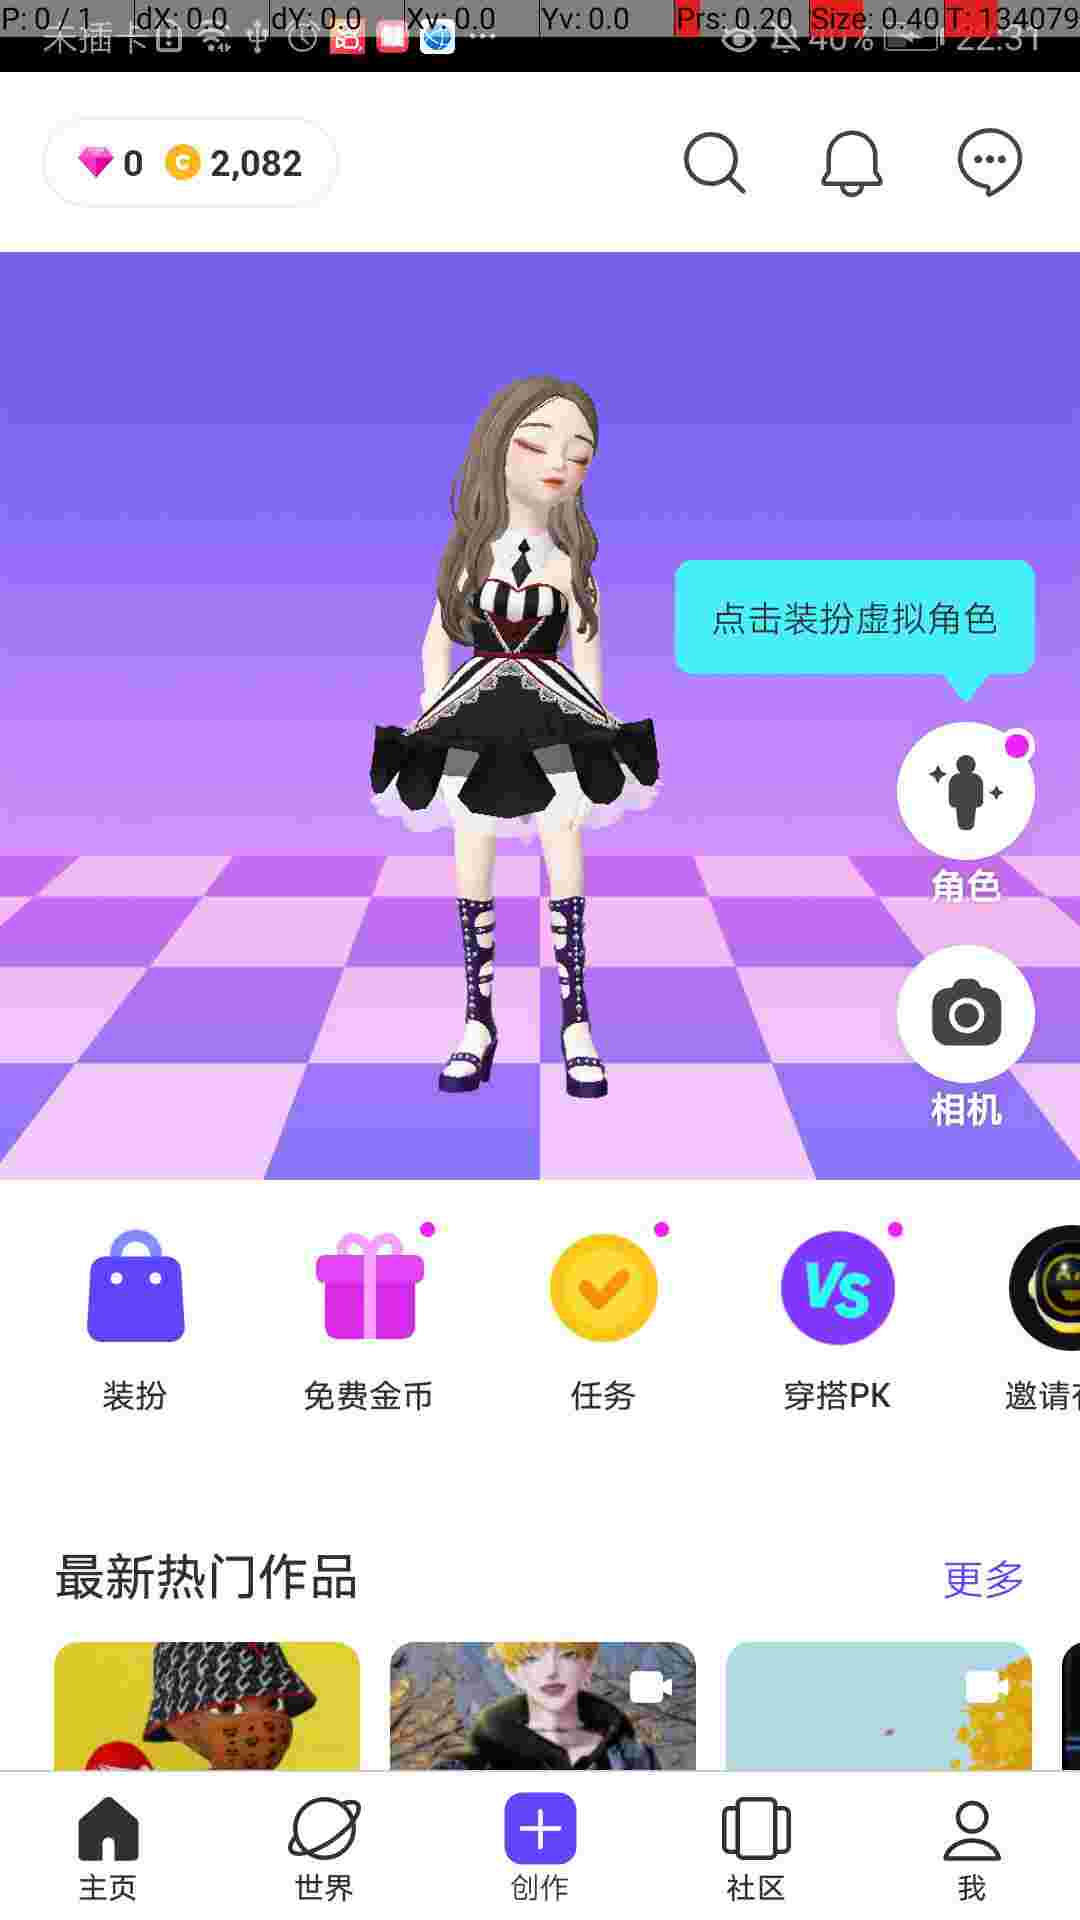 P: 0 / 1 dX: 0.0 dY: 0.0 Xv: 0.0 Yv: 0.0 Prs: 0.20 Size: 0.40 T: 134079
未插卡 40% 22:31
0 2,082
点击装扮虚拟角色
角色
相机
VS
装扮 免费金币 任务 穿搭PK 邀请
最新热门作品 更多
主页 世界 创作 社区 我